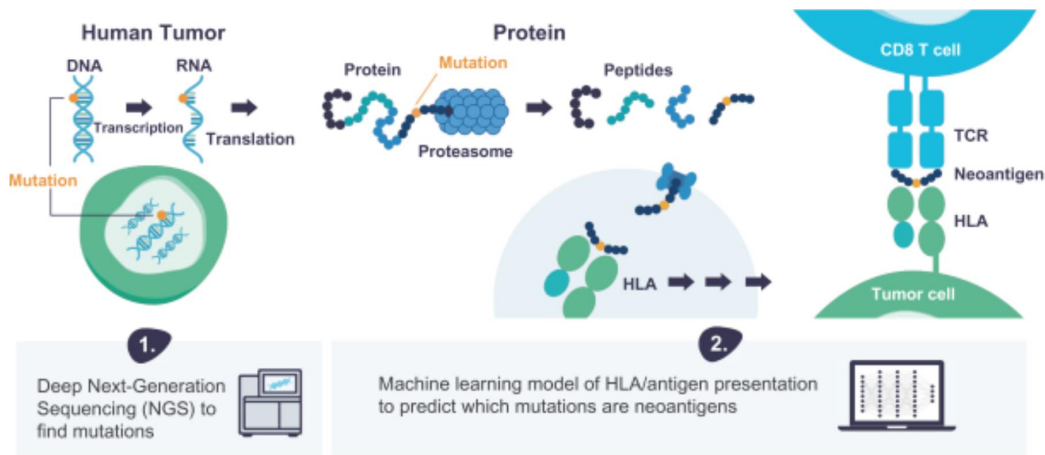 Human Tumor
DNA
RNA
Transcription
Translation
Mutation
Protein
Protein
Mutation
Proteasome
Peptides
HLA
CD8 T cell
TCR
Neoantigen
HLA
Tumor cell
1.
Deep Next-Generation
Sequencing (NGS) to
find mutations
2.
Machine learning model of HLA/antigen presentation
to predict which mutations are neoantigens